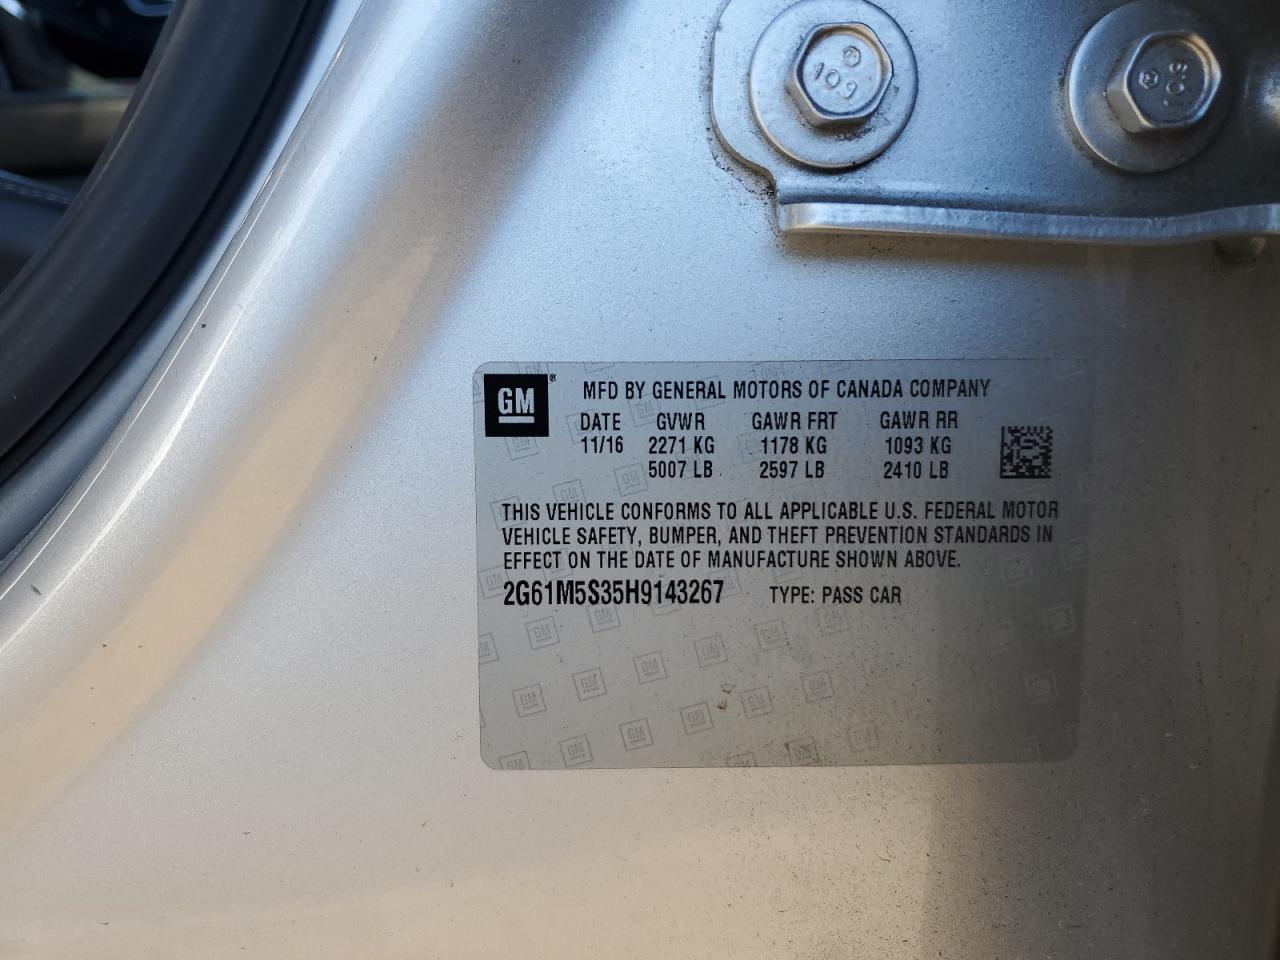 109
109
GM
MFD BY GENERAL MOTORS OF CANADA COMPANY
DATE GVWR GAWR FRT GAWR RR
11/16 2271 KG 1178 KG 1093 KG
5007 LB 2597 LB 2410 LB
THIS VEHICLE CONFORMS TO ALL APPLICABLE U.S. FEDERAL MOTOR
VEHICLE SAFETY, BUMPER, AND THEFT PREVENTION STANDARDS IN
EFFECT ON THE DATE OF MANUFACTURE SHOWN ABOVE.
2G61M5S35H9143267 TYPE: PASS CAR